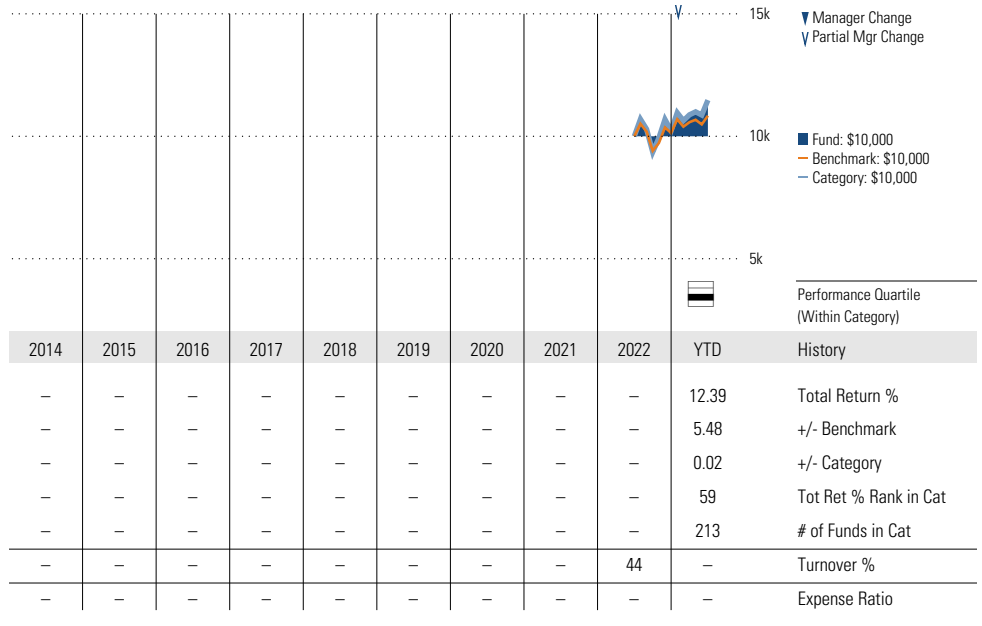 15k
Manager Change
Partial Mgr Change
10k
Fund: $10,000
Benchmark: $10,000
Category: $10,000
5k
Performance Quartile
(Within Category)
2014 2015 2016 2017 2018 2019 2020 2021 2022 YTD History
– – – – – – – – – 12.39 Total Return %
– – – – – – – – – 5.48 +/- Benchmark
– – – – – – – – – 0.02 +/- Category
– – – – – – – – – 59 Tot Ret % Rank in Cat
– – – – – – – – – 213 # of Funds in Cat
– – – – – – – – 44 – Turnover %
– – – – – – – – – – Expense Ratio